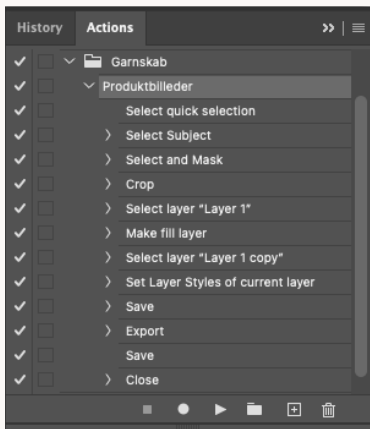 History
Actions
Garnskab
Produktbilleder
Select quick selection
Select Subject
Select and Mask
Crop
Select layer “Layer 1”
Make fill layer
Select layer “Layer 1 copy”
Set Layer Styles of current layer
Save
Export
Save
Close